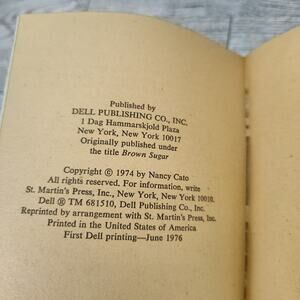 Published by
DELL PUBLISHING CO., INC.
1 Dag Hammarskjold Plaza
New York, New York 10017
Originally published under
the title Brown Sugar
Copyright © 1974 by Nancy Cato
All rights reserved. For information, write
St. Martin's Press, Inc., New York, New York 10010.
Dell ® TM 681510, Dell Publishing Co., Inc.
Reprinted by arrangement with St. Martin's Press, Inc.
Printed in the United States of America
First Dell printing—June 1976